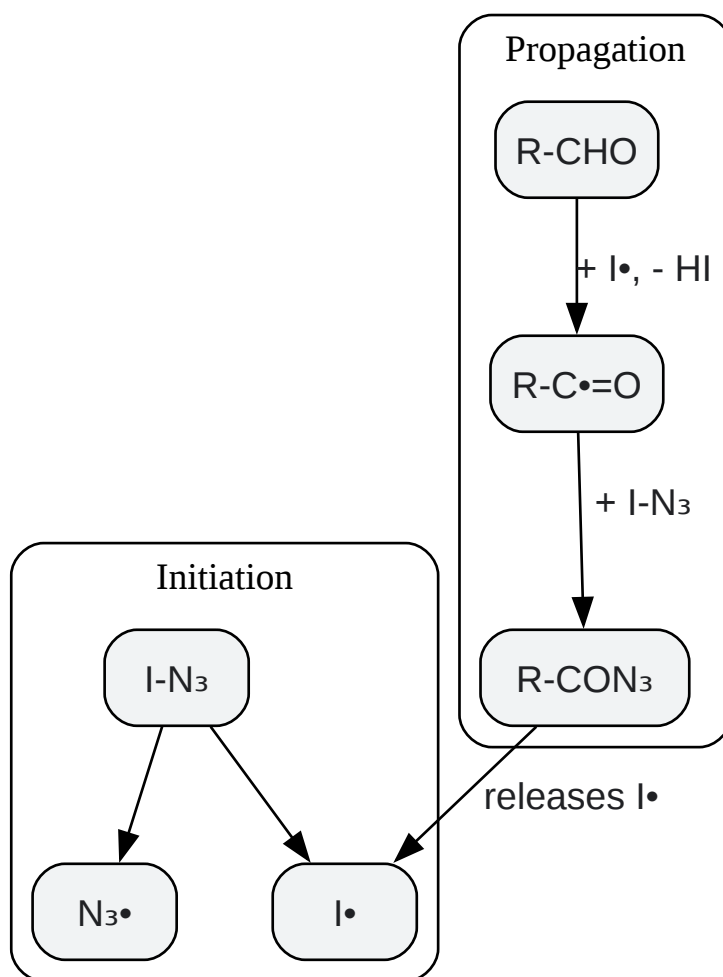 Propagation
R-CHO
+ I•, - HI
R-C•=O
+ I-N₃
Initiation
I-N₃
R-CON₃
releases I•
N₃•
I•